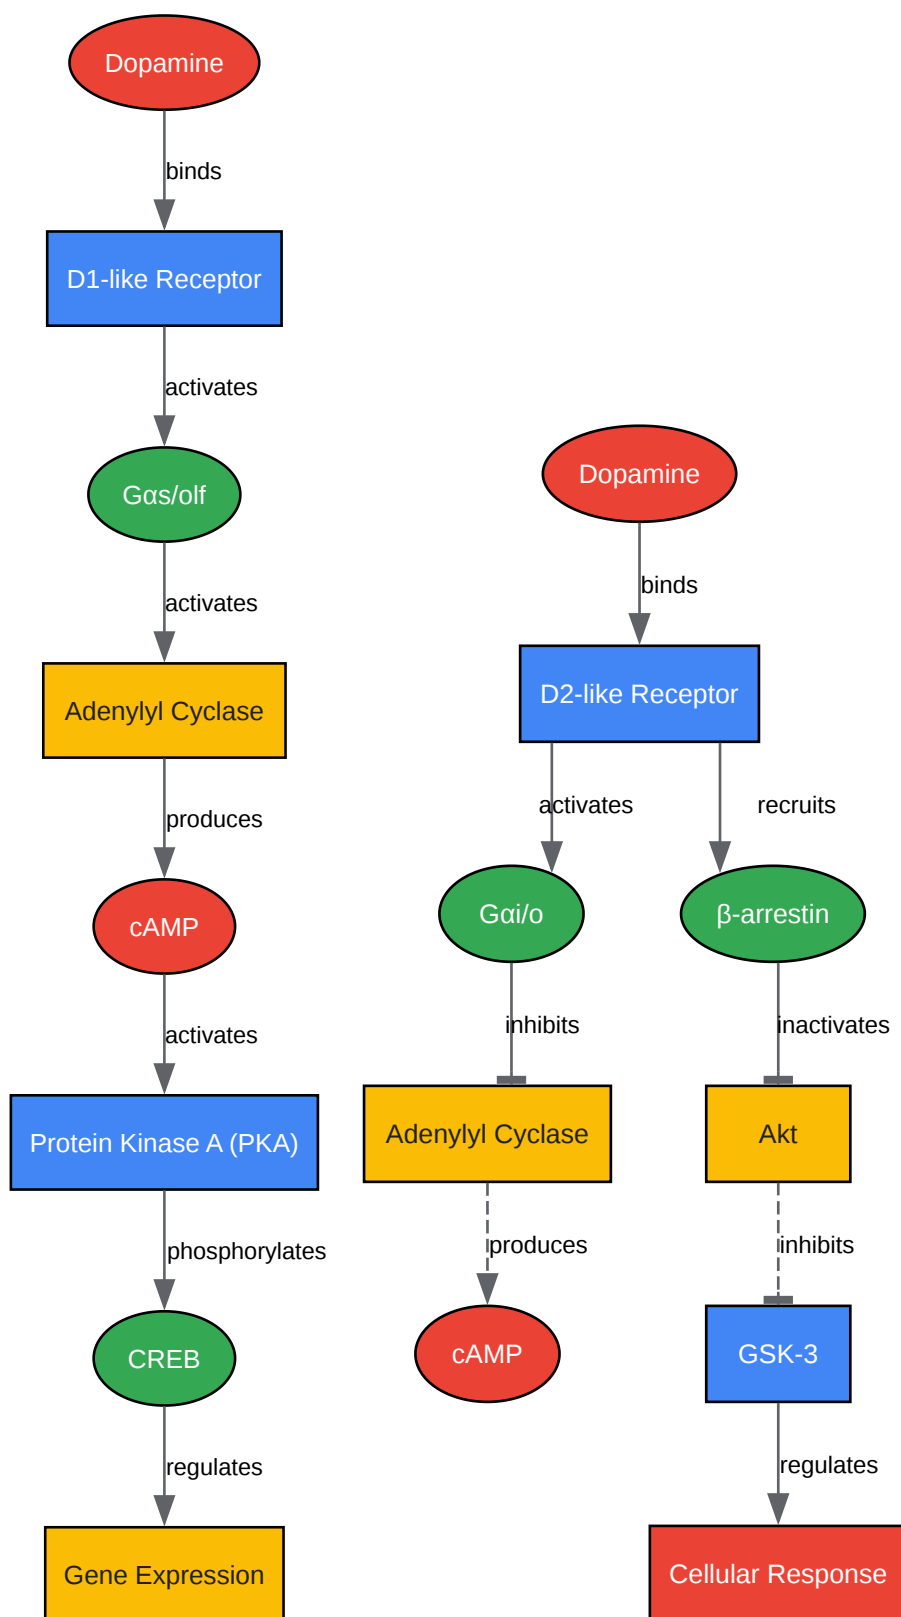 Dopamine
binds
D1-like Receptor
activates
Gαs/olf
activates
Adenylyl Cyclase
produces
cAMP
activates
Protein Kinase A (PKA)
phosphorylates
CREB
regulates
Gene Expression
Dopamine
binds
D2-like Receptor
activates
recruits
Gαi/o
β-arrestin
inhibits
inactivates
Adenylyl Cyclase
Akt
produces
inhibits
cAMP
GSK-3
regulates
Cellular Response